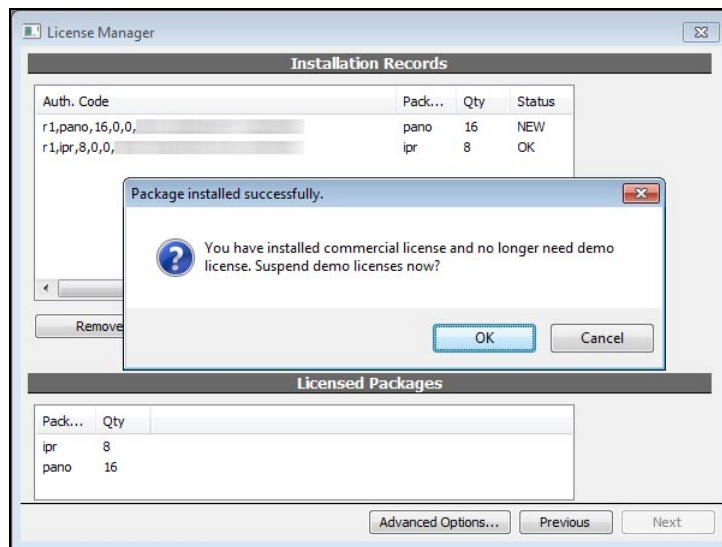 License Manager
Installation Records
Auth. Code Pack... Qty Status
r1,pano,16,0,0, pano 16 NEW
r1,ipr,8,0,0, ipr 8 OK
Package installed successfully.
You have installed commercial license and no longer need demo
license. Suspend demo licenses now?
Remove
OK Cancel
Licensed Packages
Pack... Qty
ipr 8
pano 16
Advanced Options... Previous Next